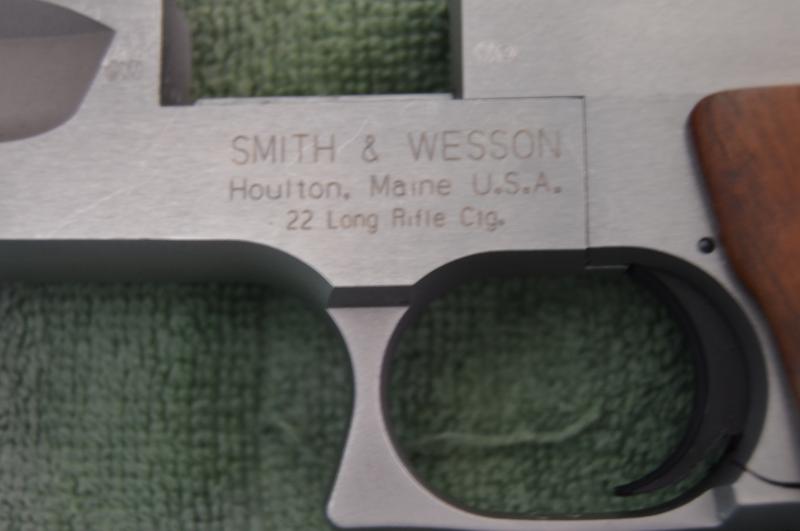 SMITH & WESSON
Houlton, Maine U.S.A.
22 Long Rifle Ctg.